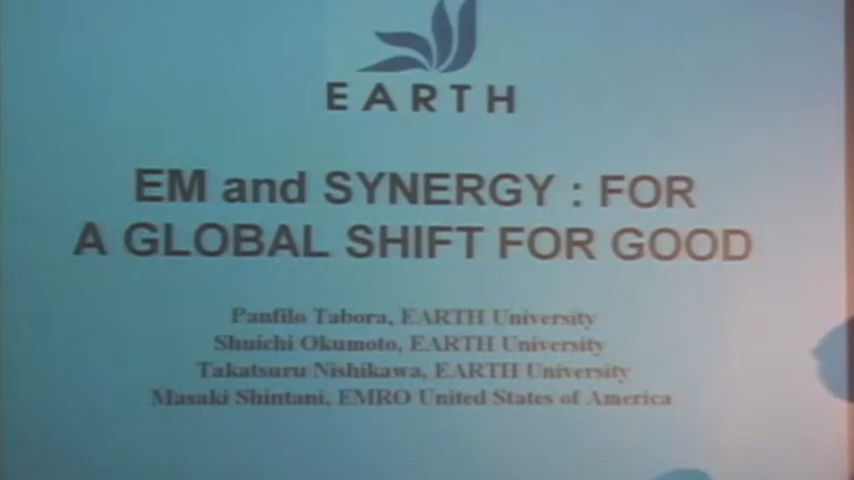 EARTH
EM and SYNERGY : FOR
A GLOBAL SHIFT FOR GOOD
Panfilo Tabora, EARTH University
Shuichi Okumoto, EARTH University
Takatsuru Nishikawa, EARTH University
Masaki Shintani, EMRO United States of America